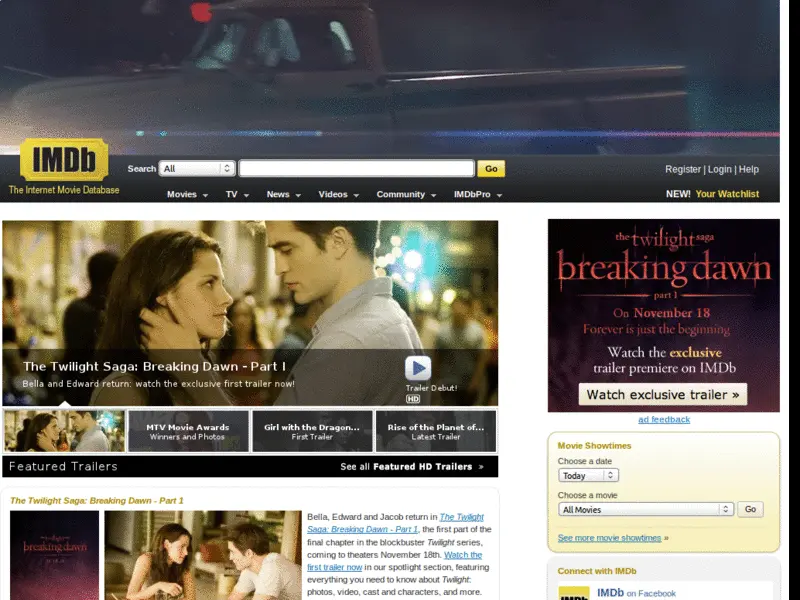 IMDb
The Internet Movie Database
Search All Go
Register | Login | Help
Movies TV News Videos Community IMDbPro
NEW! Your Watchlist
The Twilight Saga: Breaking Dawn - Part I
Bella and Edward return: watch the exclusive first trailer now!
Trailer Debut!
HD
MTV Movie Awards
Winners and Photos
Girl with the Dragon...
First Trailer
Rise of the Planet of...
Latest Trailer
Featured Trailers
See all Featured HD Trailers »
the twilight saga
breaking dawn
part 1
On November 18
Forever is just the beginning
Watch the exclusive
trailer premiere on IMDb
Watch exclusive trailer »
ad feedback
Movie Showtimes
Choose a date
Today
Choose a movie
All Movies Go
See more movie showtimes »
Connect with IMDb
IMDb
IMDb on Facebook
The Twilight Saga: Breaking Dawn - Part 1
breaking dawn
Bella, Edward and Jacob return in The Twilight
Saga: Breaking Dawn - Part 1, the first part of the
final chapter in the blockbuster Twilight series,
coming to theaters November 18th. Watch the
first trailer now in our spotlight section, featuring
everything you need to know about Twilight:
photos, video, cast and characters, and more.